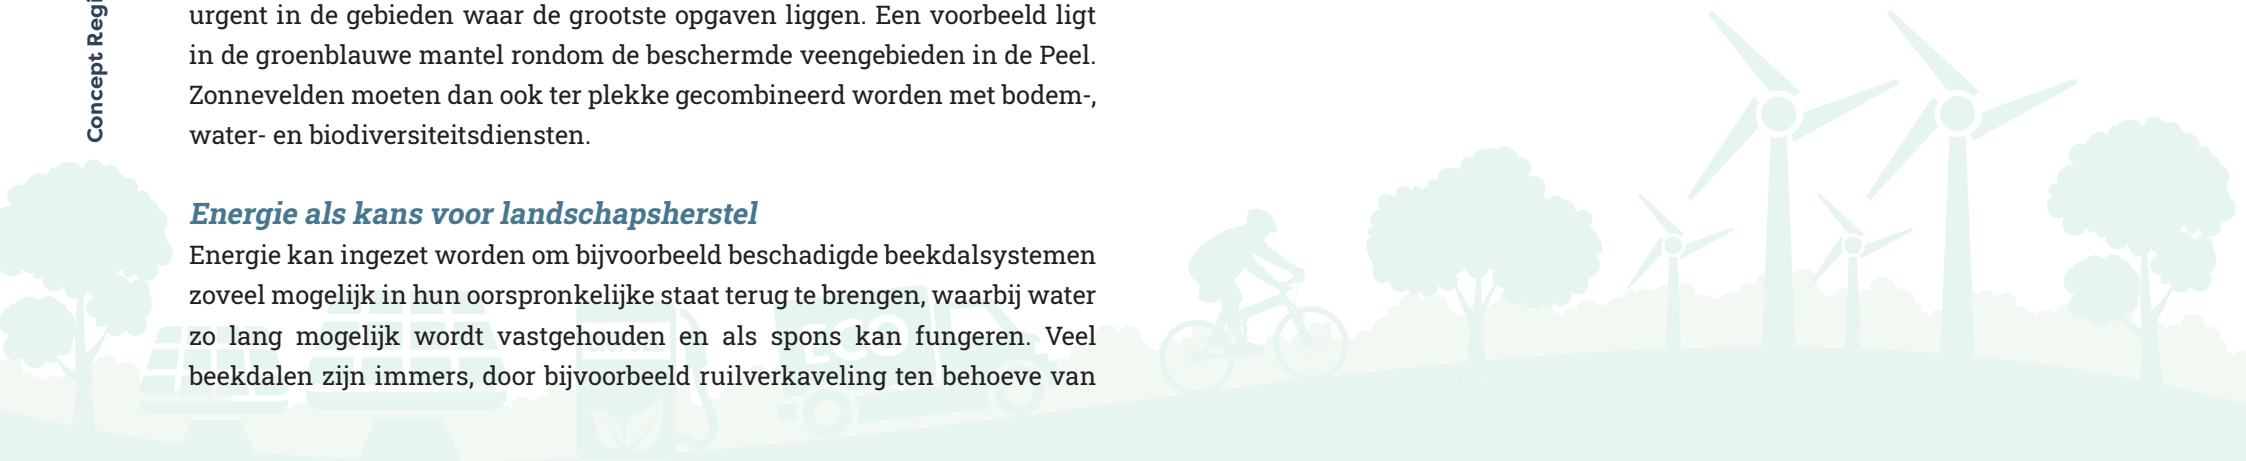 Concept Regi
urgent in de gebieden waar de grootste opgaven liggen. Een voorbeeld ligt
in de groenblauwe mantel rondom de beschermde veengebieden in de Peel.
Zonnevelden moeten dan ook ter plekke gecombineerd worden met bodem-,
water- en biodiversiteitsdiensten.
Energie als kans voor landschapsherstel
Energie kan ingezet worden om bijvoorbeeld beschadigde beekdalsystemen
zoveel mogelijk in hun oorspronkelijke staat terug te brengen, waarbij water
zo lang mogelijk wordt vastgehouden en als spons kan fungeren. Veel
beekdalen zijn immers, door bijvoorbeeld ruilverkaveling ten behoeve van
ECO